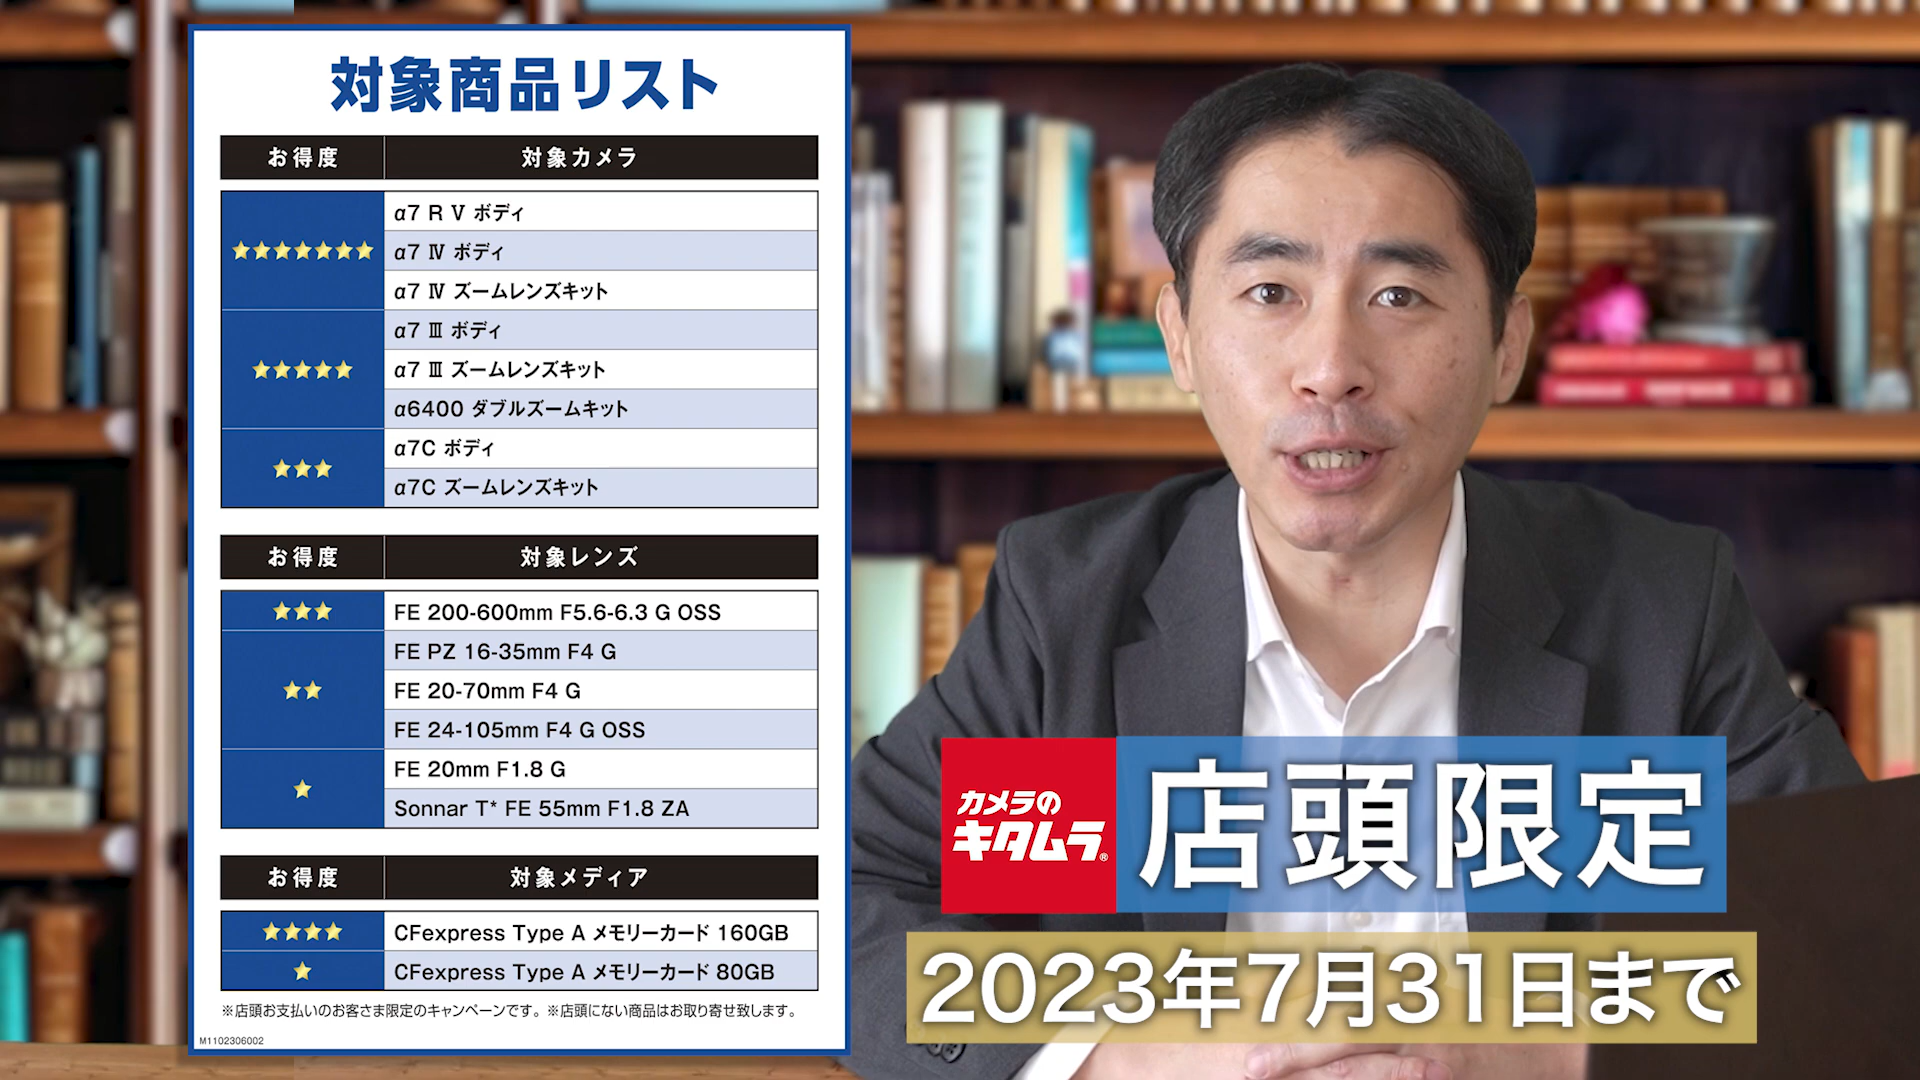 対象商品リスト
お得度 対象カメラ
★★★★★★★
α7 R V ボディ
α7 Ⅳ ボディ
α7 Ⅳ ズームレンズキット
★★★★★
α7 Ⅲ ボディ
α7 Ⅲ ズームレンズキット
α6400 ダブルズームキット
★★★
α7C ボディ
α7C ズームレンズキット
お得度 対象レンズ
★★★ FE 200-600mm F5.6-6.3 G OSS
★★
FE PZ 16-35mm F4 G
FE 20-70mm F4 G
FE 24-105mm F4 G OSS
★
FE 20mm F1.8 G
Sonnar T* FE 55mm F1.8 ZA
お得度 対象メディア
★★★★ CFexpress Type A メモリーカード 160GB
★ CFexpress Type A メモリーカード 80GB
※店頭お支払いのお客さま限定のキャンペーンです。※店頭にない商品はお取り寄せ致します。
M1102306002
カメラの
キタムラ®
店頭限定
2023年7月31日まで